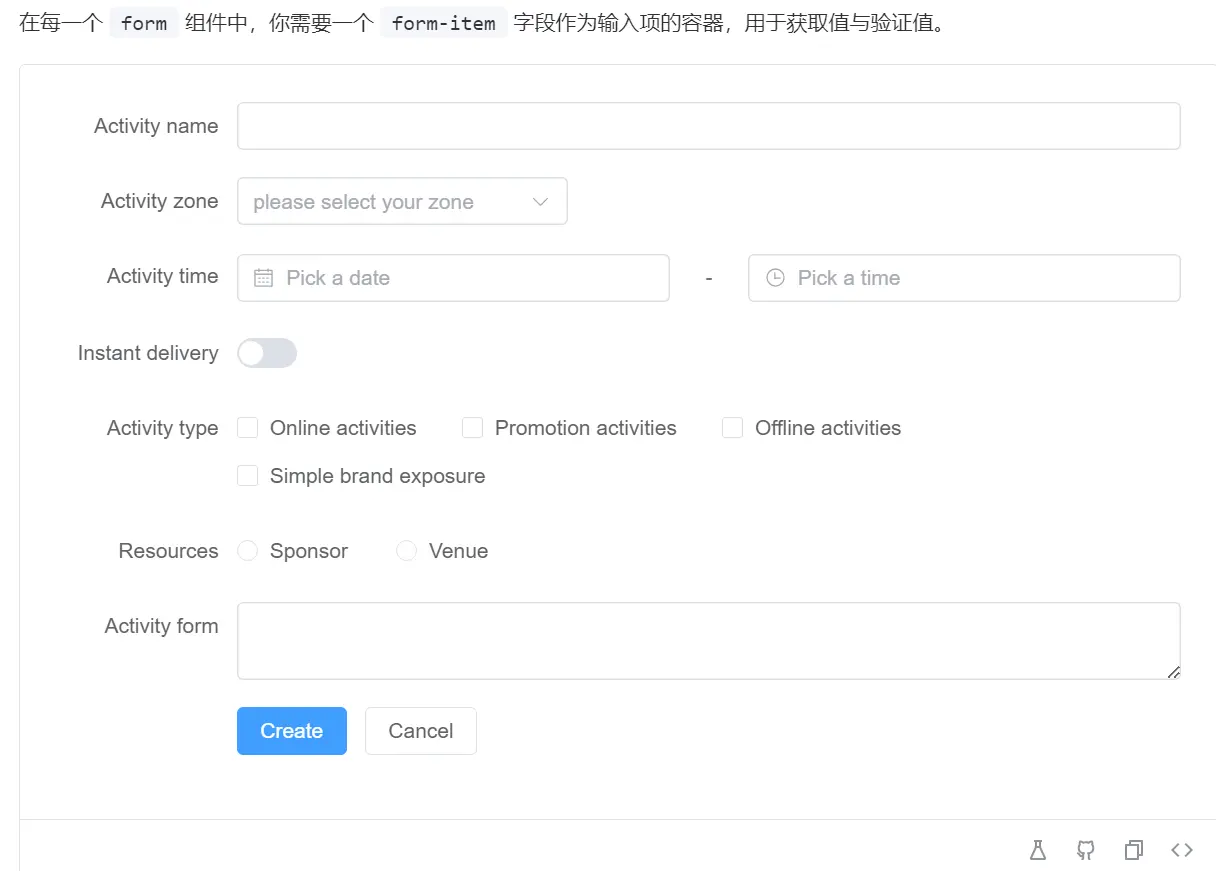 在每一个 form 组件中，你需要一个 form-item 字段作为输入项的容器，用于获取值与验证值。
Activity name
Activity zone please select your zone
Activity time Pick a date - Pick a time
Instant delivery
Activity type Online activities Promotion activities Offline activities
Simple brand exposure
Resources Sponsor Venue
Activity form
Create Cancel